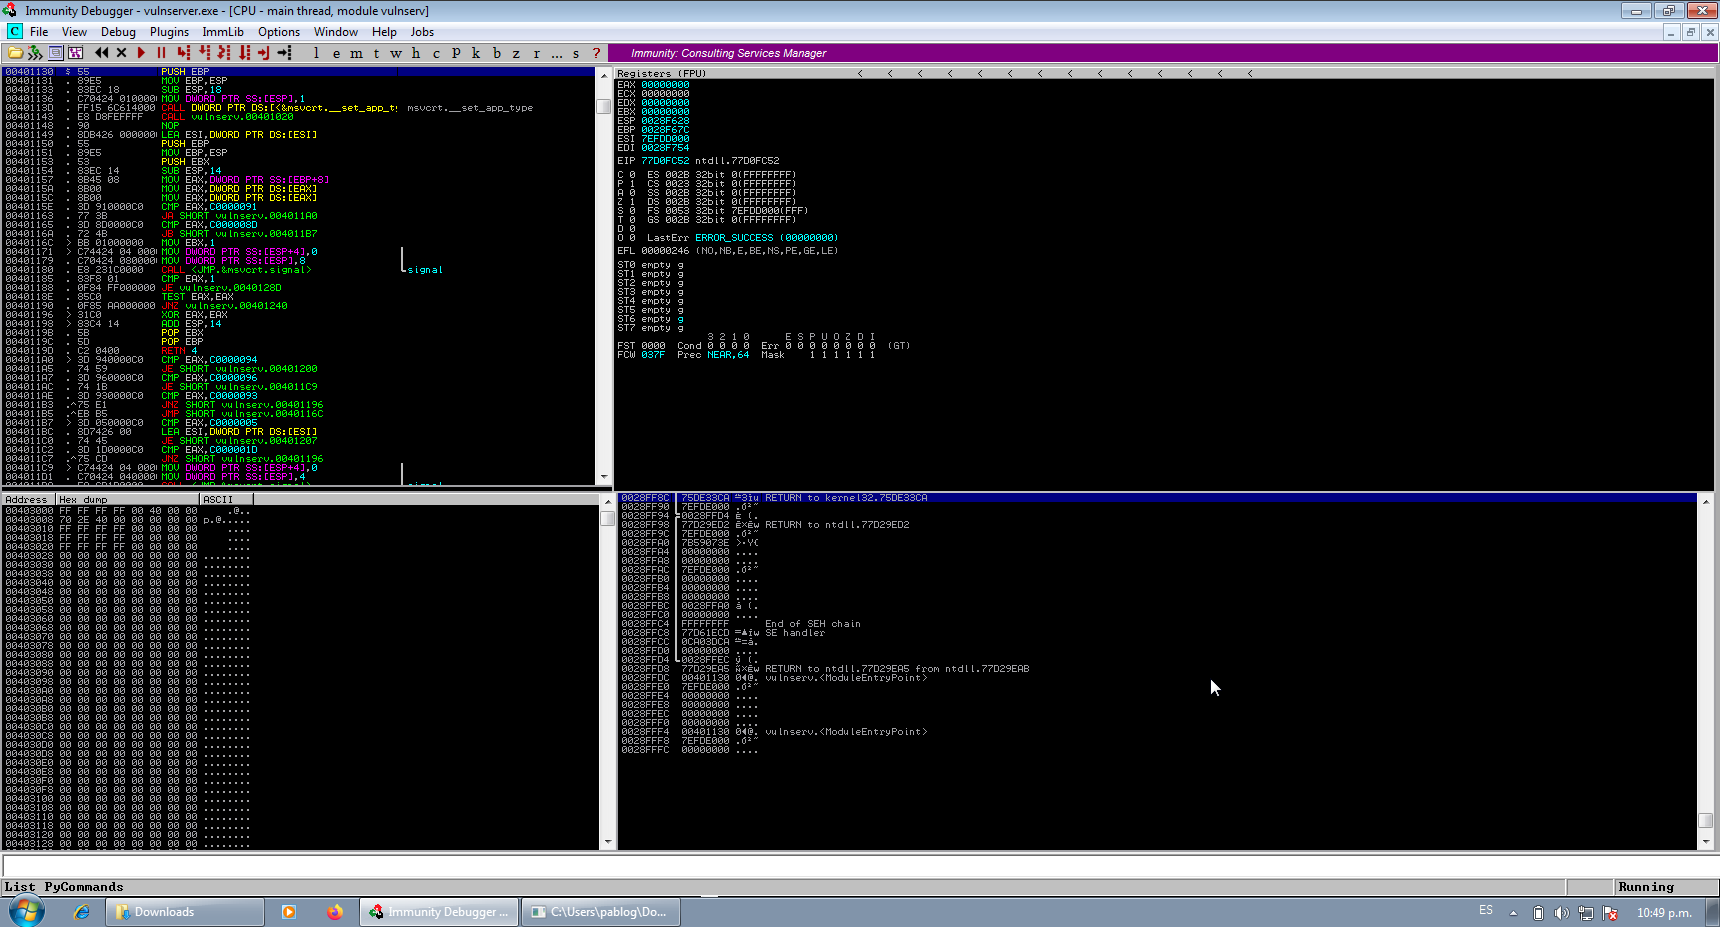 Immunity Debugger - vulnserver.exe - [CPU - main thread, module vulnserv]
File View Debug Plugins ImmLib Options Window Help Jobs
l e m t w h c P k b z r ... s ?
Immunity: Consulting Services Manager
00401130 $ 55 PUSH EBP
00401131 . 89E5 MOV EBP,ESP
00401133 . 83EC 18 SUB ESP,18
00401136 . C70424 010000 MOV DWORD PTR SS:[ESP],1
. FF15 6C614000 CALL DWORD PTR DS:[<&msvcrt.__set_app_t msvcrt.__set_app_type
00401143 . E8 D8FEFFFF CALL vulnserv.00401020
. 90 NOP
00401149 . 8DB426 000000 LEA ESI,DWORD PTR DS:[ESI]
00401150 . 55 PUSH EBP
00401151 . 89E5 MOV EBP,ESP
00401153 . 53 PUSH EBX
00401154 . 83EC 14 SUB ESP,14
00401157 . 8B45 08 MOV EAX,DWORD PTR SS:[EBP+8]
0040115A . 8B00 MOV EAX,DWORD PTR DS:[EAX]
0040115C . 8B00 MOV EAX,DWORD PTR DS:[EAX]
0040115E . 3D 910000C0 CMP EAX,C0000091
00401163 . 77 3B JA SHORT vulnserv.004011A0
00401165 . 3D 8D0000C0 CMP EAX,C000008D
0040116A . 72 4B JB SHORT vulnserv.004011B7
0040116C > BB 01000000 MOV EBX,1
00401171 > C74424 04 000 MOV DWORD PTR SS:[ESP+4],0
00401179 . C70424 080000 MOV DWORD PTR SS:[ESP],8
00401180 . E8 231C0000 CALL <JMP.&msvcrt.signal> signal
00401185 . 83F8 01 CMP EAX,1
00401188 . 0F84 FF000000 JE vulnserv.0040128D
0040118E . 85C0 TEST EAX,EAX
00401190 . 0F85 AA000000 JNZ vulnserv.00401240
00401196 > 31C0 XOR EAX,EAX
00401198 > 83C4 14 ADD ESP,14
0040119B . 5B POP EBX
0040119C . 5D POP EBP
0040119D . C2 0400 RETN 4
004011A0 > 3D 940000C0 CMP EAX,C0000094
004011A5 . 74 59 JE SHORT vulnserv.00401200
004011A7 . 3D 960000C0 CMP EAX,C0000096
004011AC . 74 1B JE SHORT vulnserv.004011C9
004011AE . 3D 930000C0 CMP EAX,C0000093
004011B3 .^75 E1 JNZ SHORT vulnserv.00401196
004011B5 .^EB B5 JMP SHORT vulnserv.0040116C
004011B7 > 3D 050000C0 CMP EAX,C0000005
004011BC . 8D7426 00 LEA ESI,DWORD PTR DS:[ESI]
004011C0 . 74 45 JE SHORT vulnserv.00401207
004011C2 . 3D 1D0000C0 CMP EAX,C000001D
004011C7 .^75 CD JNZ SHORT vulnserv.00401196
004011C9 > C74424 04 000 MOV DWORD PTR SS:[ESP+4],0
004011D1 . C70424 040000 MOV DWORD PTR SS:[ESP],4
Registers (FPU) < < < < < < < < < < < < < <
EAX 00000000
ECX 00000000
EDX 00000000
EBX 00000000
ESP 0028F628
EBP 0028F67C
ESI 7EFDD000
EDI 0028F754
EIP 77D0FC52 ntdll.77D0FC52
C 0 ES 002B 32bit 0(FFFFFFFF)
P 1 CS 0023 32bit 0(FFFFFFFF)
A 0 SS 002B 32bit 0(FFFFFFFF)
Z 1 DS 002B 32bit 0(FFFFFFFF)
S 0 FS 0053 32bit 7EFDD000(FFF)
T 0 GS 002B 32bit 0(FFFFFFFF)
D 0
O 0 LastErr ERROR_SUCCESS (00000000)
EFL 00000246 (NO,NB,E,BE,NS,PE,GE,LE)
ST0 empty g
ST1 empty g
ST2 empty g
ST3 empty g
ST4 empty g
ST5 empty g
ST6 empty g
ST7 empty g
3 2 1 0 E S P U O Z D I
FST 0000 Cond 0 0 0 0 Err 0 0 0 0 0 0 0 0 (GT)
FCW 037F Prec NEAR,64 Mask 1 1 1 1 1 1
Address Hex dump ASCII
00403000 FF FF FF FF 00 40 00 00 .@..
00403008 70 2E 40 00 00 00 00 00 p.@.....
00403010 FF FF FF FF 00 00 00 00 ....
00403018 FF FF FF FF 00 00 00 00 ....
00403020 FF FF FF FF 00 00 00 00 ....
00403028 00 00 00 00 00 00 00 00 ........
00403030 00 00 00 00 00 00 00 00 ........
00403038 00 00 00 00 00 00 00 00 ........
00403040 00 00 00 00 00 00 00 00 ........
00403048 00 00 00 00 00 00 00 00 ........
00403050 00 00 00 00 00 00 00 00 ........
00403058 00 00 00 00 00 00 00 00 ........
00403060 00 00 00 00 00 00 00 00 ........
00403068 00 00 00 00 00 00 00 00 ........
00403070 00 00 00 00 00 00 00 00 ........
00403078 00 00 00 00 00 00 00 00 ........
00403080 00 00 00 00 00 00 00 00 ........
00403088 00 00 00 00 00 00 00 00 ........
00403090 00 00 00 00 00 00 00 00 ........
00403098 00 00 00 00 00 00 00 00 ........
004030A0 00 00 00 00 00 00 00 00 ........
004030A8 00 00 00 00 00 00 00 00 ........
004030B0 00 00 00 00 00 00 00 00 ........
004030B8 00 00 00 00 00 00 00 00 ........
004030C0 00 00 00 00 00 00 00 00 ........
004030C8 00 00 00 00 00 00 00 00 ........
004030D0 00 00 00 00 00 00 00 00 ........
004030D8 00 00 00 00 00 00 00 00 ........
004030E0 00 00 00 00 00 00 00 00 ........
004030E8 00 00 00 00 00 00 00 00 ........
004030F0 00 00 00 00 00 00 00 00 ........
004030F8 00 00 00 00 00 00 00 00 ........
00403100 00 00 00 00 00 00 00 00 ........
00403108 00 00 00 00 00 00 00 00 ........
00403110 00 00 00 00 00 00 00 00 ........
00403118 00 00 00 00 00 00 00 00 ........
00403120 00 00 00 00 00 00 00 00 ........
00403128 00 00 00 00 00 00 00 00 ........
0028FF8C 75DE33CA RETURN to kernel32.75DE33CA
0028FF90 7EFDE000
0028FF94 0028FFD4
0028FF98 77D29ED2 RETURN to ntdll.77D29ED2
0028FF9C 7EFDE000
0028FFA0 7B59073E
0028FFA4 00000000 ....
0028FFA8 00000000 ....
0028FFAC 7EFDE000
0028FFB0 00000000 ....
0028FFB4 00000000 ....
0028FFB8 00000000 ....
0028FFBC 0028FFA0
0028FFC0 00000000 ....
0028FFC4 FFFFFFFF End of SEH chain
0028FFC8 77D61ECD SE handler
0028FFCC 0CA03DCA
0028FFD0 00000000 ....
0028FFD4 0028FFEC
0028FFD8 77D29EA5 RETURN to ntdll.77D29EA5 from ntdll.77D29EAB
0028FFDC 00401130 vulnserv.<ModuleEntryPoint>
0028FFE0 7EFDE000
0028FFE4 00000000 ....
0028FFE8 00000000 ....
0028FFEC 00000000 ....
0028FFF0 00000000 ....
0028FFF4 00401130 vulnserv.<ModuleEntryPoint>
0028FFF8 7EFDE000
0028FFFC 00000000 ....
List PyCommands
Running
Downloads
Immunity Debugger ...
C:\Users\pablog\Do...
ES
10:49 p.m.